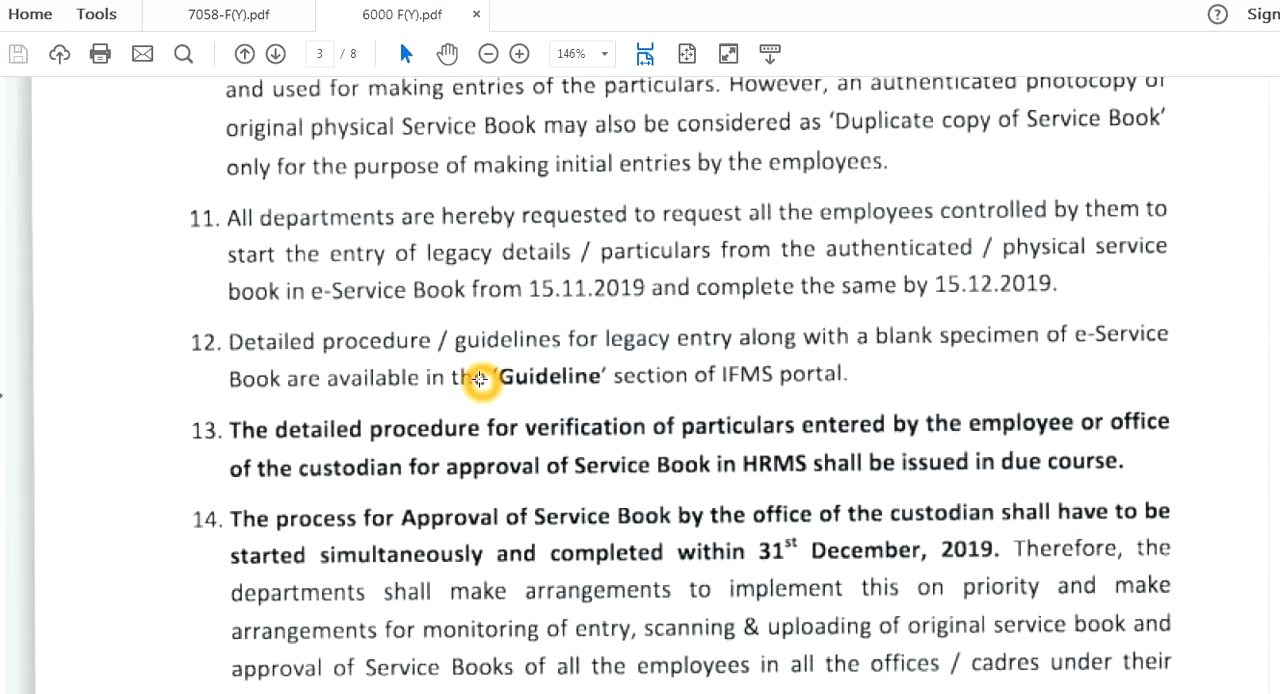 Home Tools 7058-F(Y).pdf 6000 F(Y).pdf × ? Sign
3 / 8 146%
and used for making entries of the particulars. However, an authenticated photocopy of
original physical Service Book may also be considered as ‘Duplicate copy of Service Book’
only for the purpose of making initial entries by the employees.
11. All departments are hereby requested to request all the employees controlled by them to
start the entry of legacy details / particulars from the authenticated / physical service
book in e-Service Book from 15.11.2019 and complete the same by 15.12.2019.
12. Detailed procedure / guidelines for legacy entry along with a blank specimen of e-Service
Book are available in the ‘Guideline’ section of IFMS portal.
13. The detailed procedure for verification of particulars entered by the employee or office
of the custodian for approval of Service Book in HRMS shall be issued in due course.
14. The process for Approval of Service Book by the office of the custodian shall have to be
started simultaneously and completed within 31st December, 2019. Therefore, the
departments shall make arrangements to implement this on priority and make
arrangements for monitoring of entry, scanning & uploading of original service book and
approval of Service Books of all the employees in all the offices / cadres under their